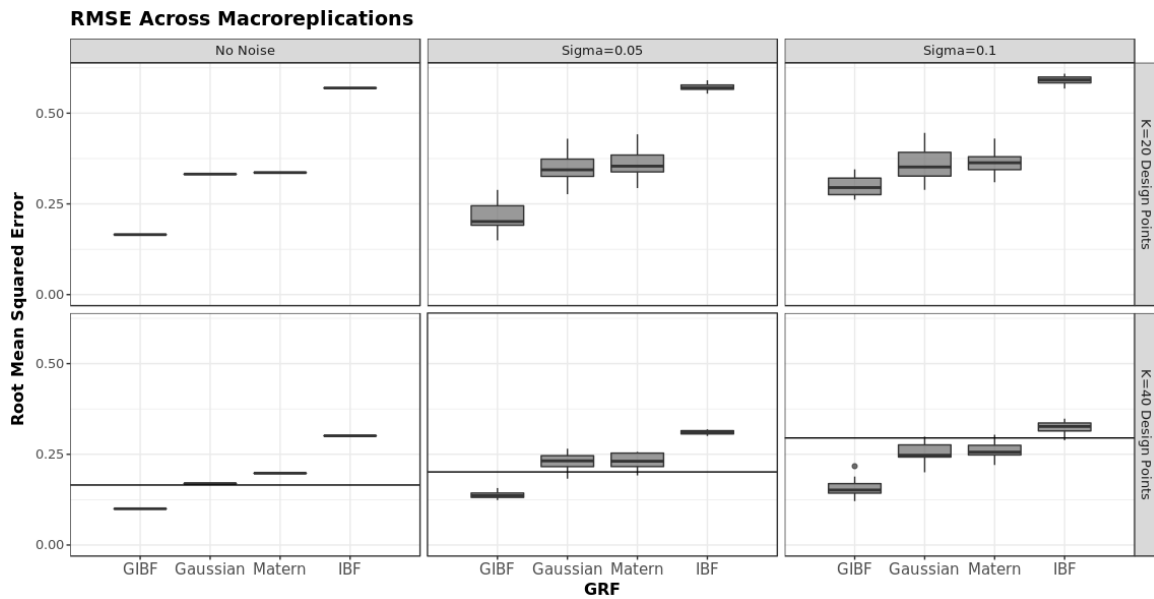 RMSE Across Macroreplications
No Noise
Sigma=0.05
Sigma=0.1
Root Mean Squared Error
0.50
0.25
0.00
K=20 Design Points
0.50
0.25
0.00
K=40 Design Points
GIBF Gaussian Matern IBF
GIBF Gaussian Matern IBF
GIBF Gaussian Matern IBF
GRF